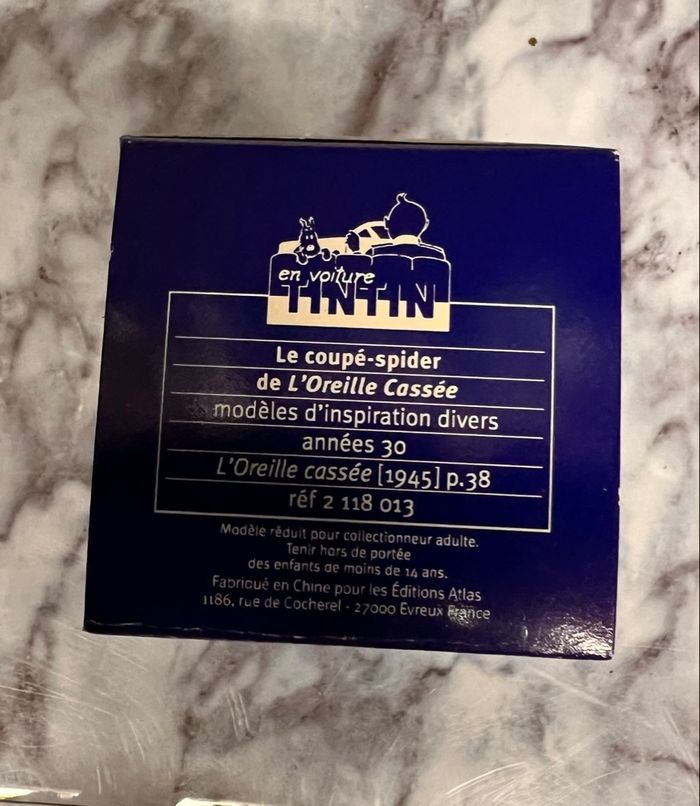 en voiture
TINTIN
Le coupé-spider
de L'Oreille Cassée
modèles d'inspiration divers
années 30
L'Oreille cassée [1945] p.38
réf 2 118 013
Modèle réduit pour collectionneur adulte.
Tenir hors de portée
des enfants de moins de 14 ans.
Fabriqué en Chine pour les Éditions Atlas
1186, rue de Cocherel - 27000 Evreux France